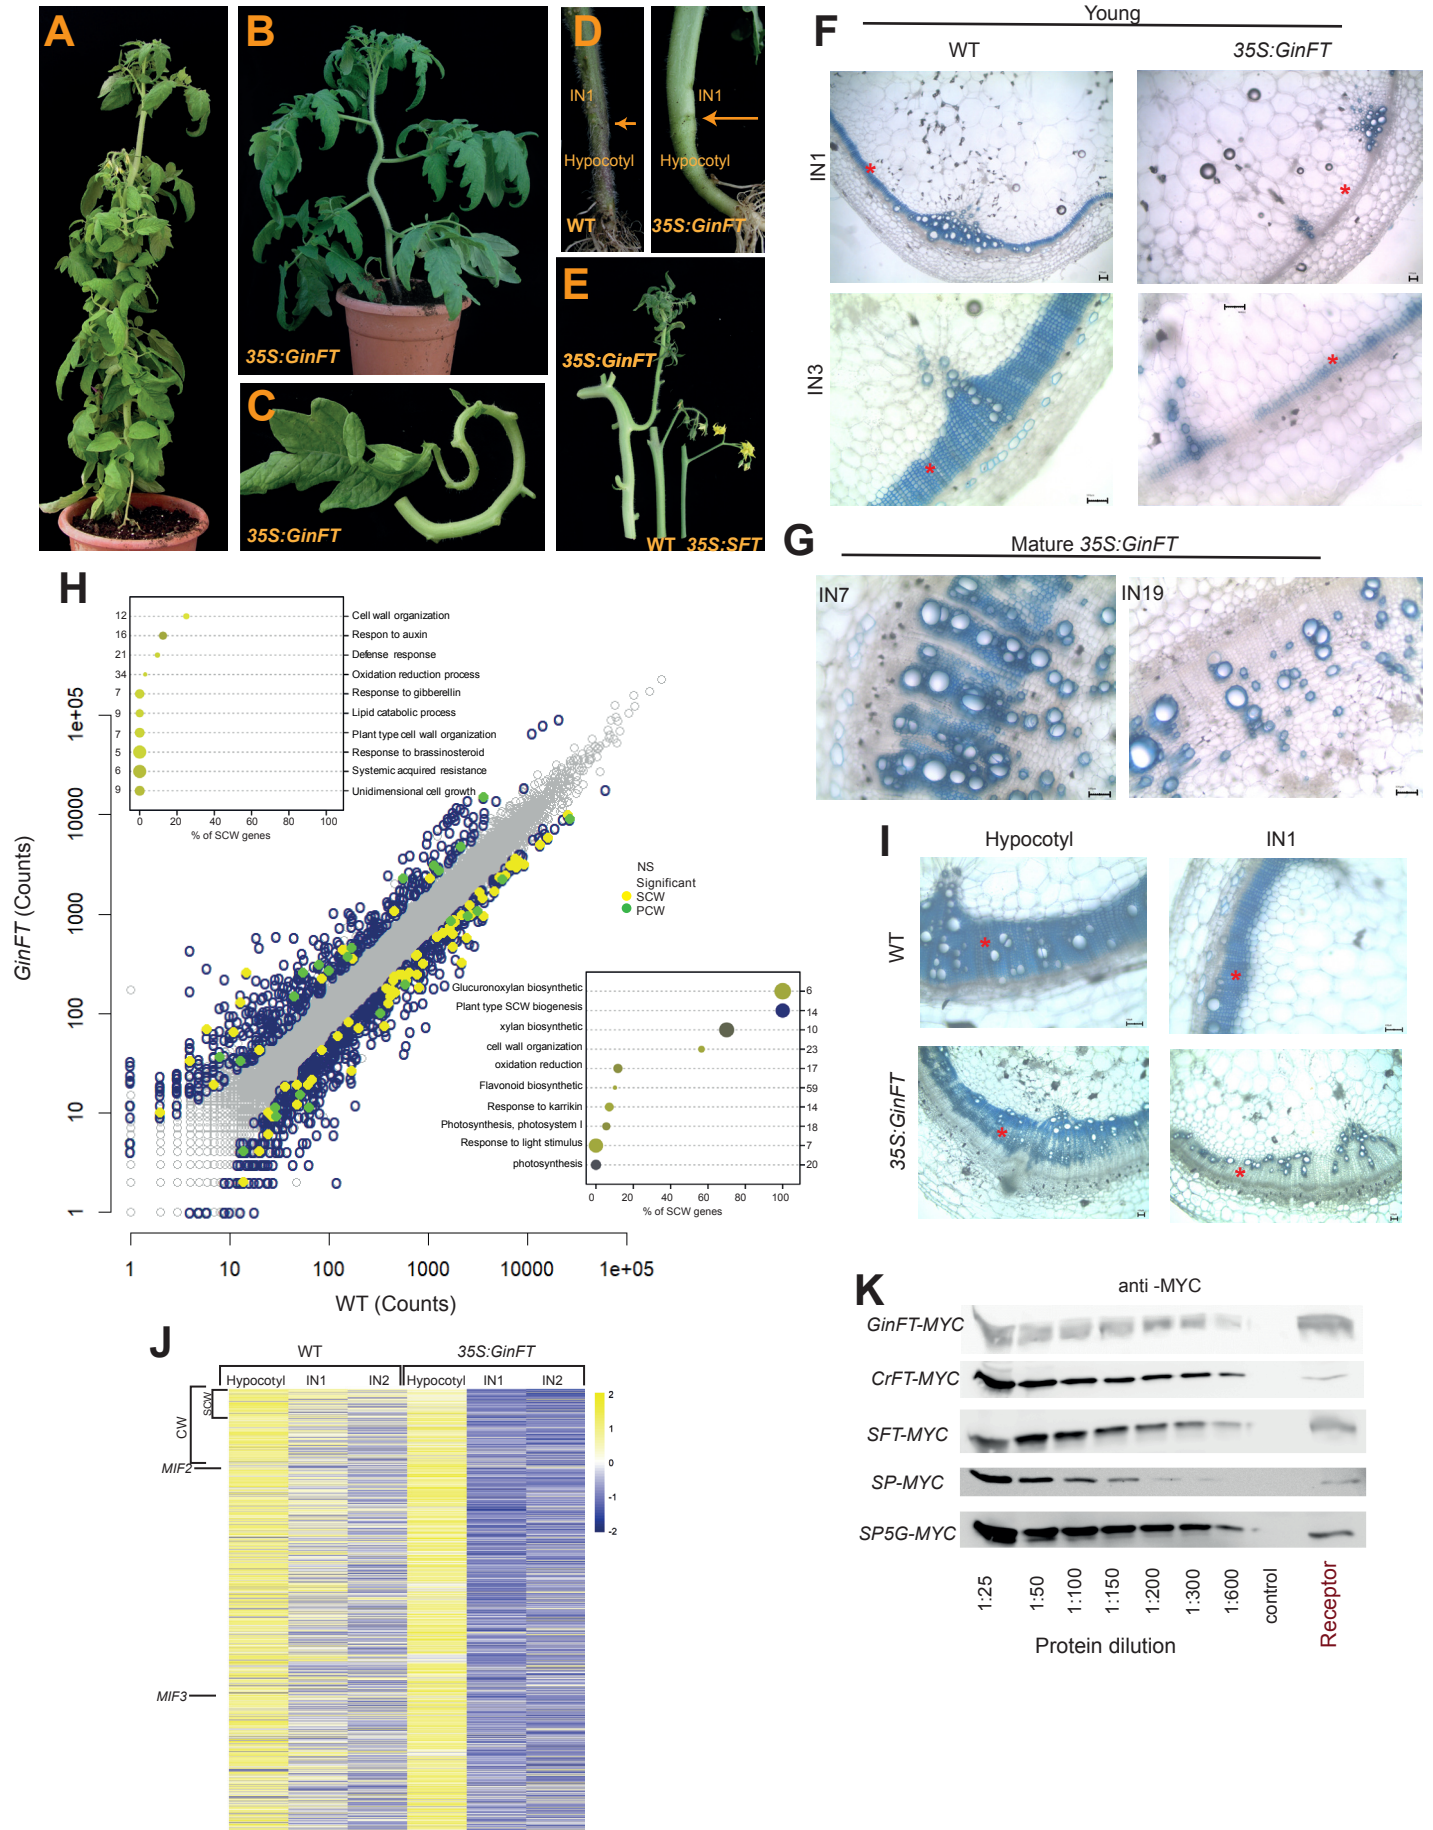 A
B
35S:GinFT
C
35S:GinFT
D
IN1
Hypocotyl
WT
IN1
Hypocotyl
35S:GinFT
E
35S:GinFT
WT 35S:SFT
F
Young
WT
35S:GinFT
IN1
IN3
*
*
*
*
G
Mature 35S:GinFT
IN7
IN19
H
12 Cell wall organization
16 Respon to auxin
21 Defense response
34 Oxidation reduction process
7 Response to gibberellin
9 Lipid catabolic process
7 Plant type cell wall organization
5 Response to brassinosteroid
6 Systemic acquired resistance
9 Unidimensional cell growth
0 20 40 60 80 100
% of SCW genes
GinFT (Counts)
1e+05
10000
1000
100
10
1
NS
Significant
SCW
PCW
Glucuronoxylan biosynthetic 6
Plant type SCW biogenesis 14
xylan biosynthetic 10
cell wall organization 23
oxidation reduction 17
Flavonoid biosynthetic 59
Response to karrikin 14
Photosynthesis, photosystem I 18
Response to light stimulus 7
photosynthesis 20
0 20 40 60 80 100
% of SCW genes
1 10 100 1000 10000 1e+05
WT (Counts)
I
Hypocotyl
IN1
WT
35S:GinFT
*
*
*
*
J
WT
35S:GinFT
Hypocotyl IN1 IN2 Hypocotyl IN1 IN2
CW
SCW
MIF2
MIF3
2
1
0
-1
-2
K
anti -MYC
GinFT-MYC
CrFT-MYC
SFT-MYC
SP-MYC
SP5G-MYC
1:25
1:50
1:100
1:150
1:200
1:300
1:600
control
Receptor
Protein dilution